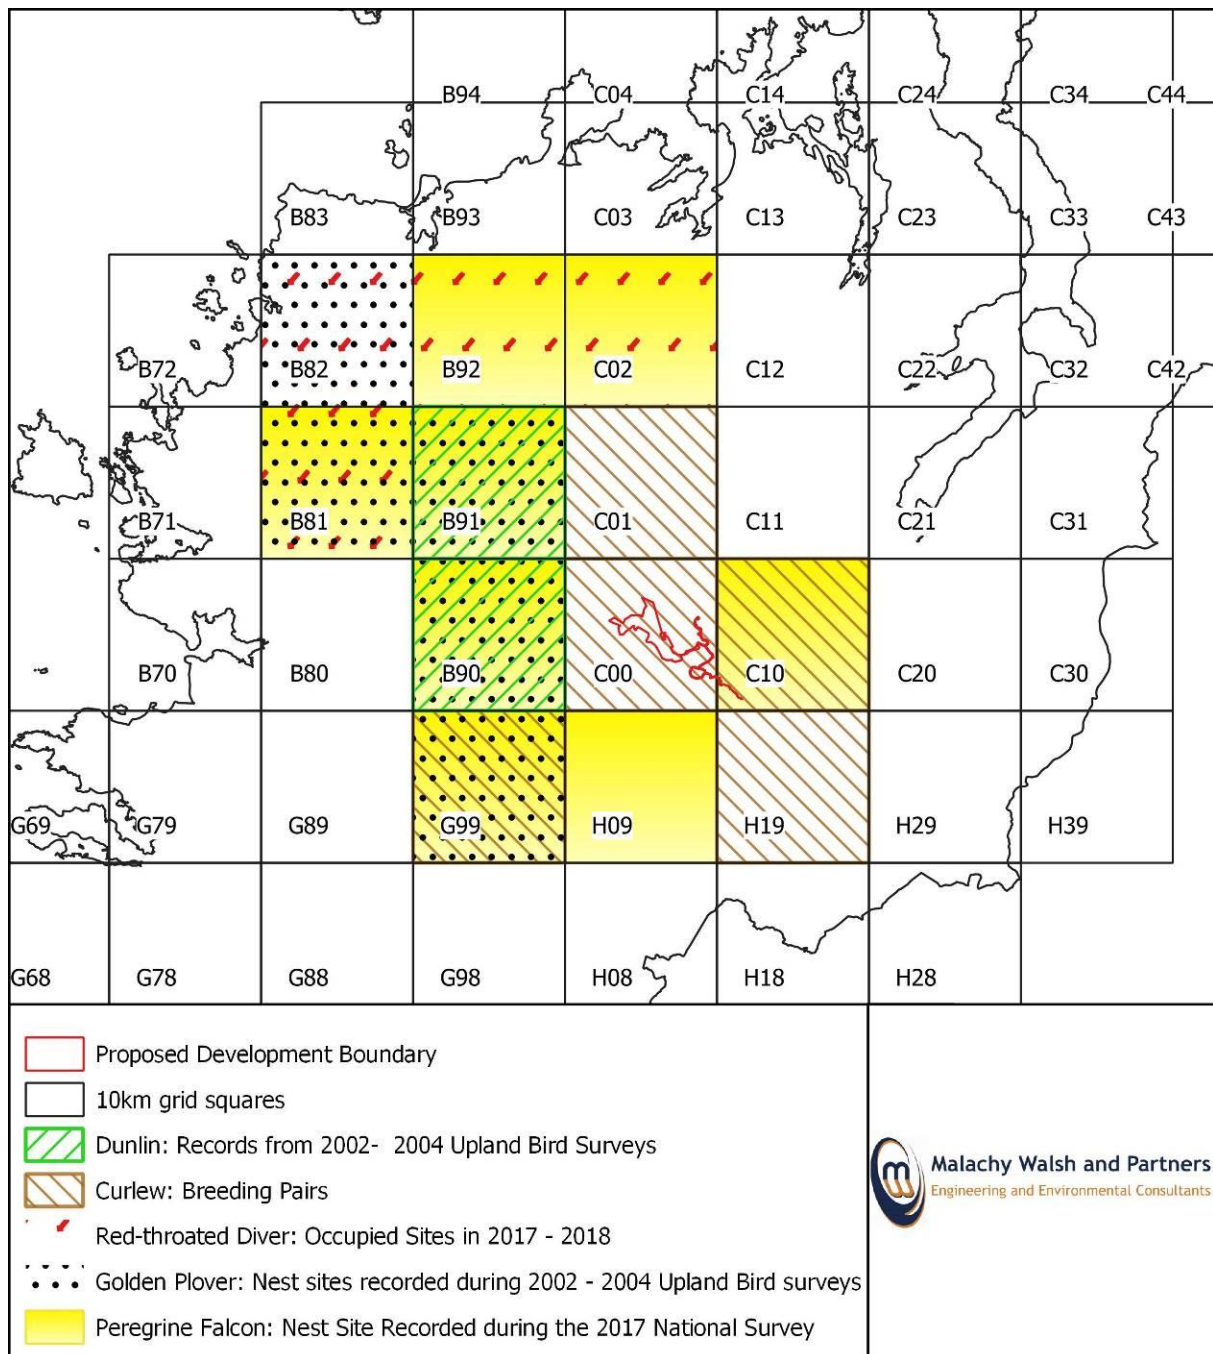 B94 C04 C14 C24 C34 C44
B83 B93 C03 C13 C23 C33 C43
B72 B82 B92 C02 C12 C22 C32 C42
B71 B81 B91 C01 C11 C21 C31
B70 B80 B90 C00 C10 C20 C30
G69 G79 G89 G99 H09 H19 H29 H39
G68 G78 G88 G98 H08 H18 H28
Proposed Development Boundary
10km grid squares
Dunlin: Records from 2002- 2004 Upland Bird Surveys
Curlew: Breeding Pairs
Red-throated Diver: Occupied Sites in 2017 - 2018
Golden Plover: Nest sites recorded during 2002 - 2004 Upland Bird surveys
Peregrine Falcon: Nest Site Recorded during the 2017 National Survey
Malachy Walsh and Partners
Engineering and Environmental Consultants